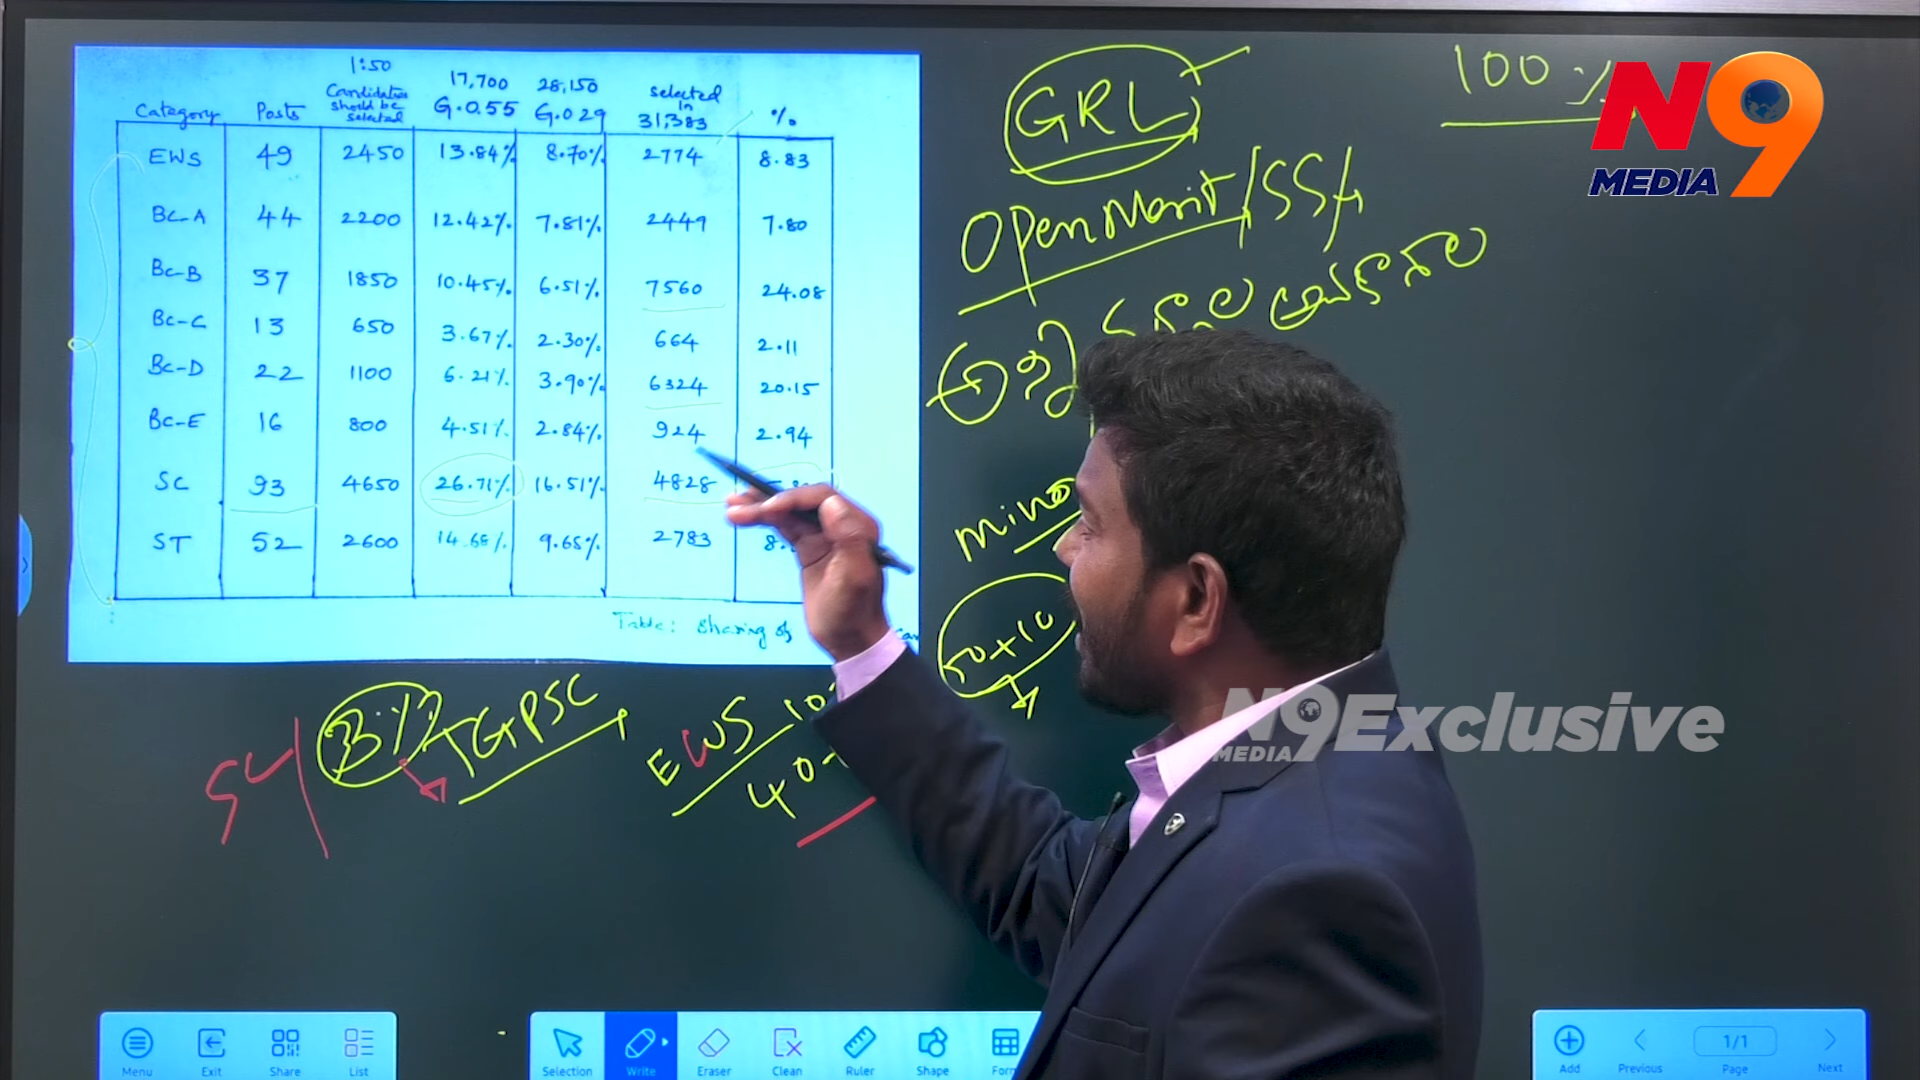 1:50
Candidates should be selected
17,700
28,150
selected in 31,383
Category Posts G.O.55 G.O 29 %
EWS 49 2450 13.84% 8.70% 2774 8.83
BC-A 44 2200 12.42% 7.81% 2449 7.80
BC-B 37 1850 10.45% 6.51% 7560 24.08
BC-C 13 650 3.67% 2.30% 664 2.11
BC-D 22 1100 6.21% 3.90% 6324 20.15
BC-E 16 800 4.51% 2.84% 924 2.94
SC 93 4650 26.71% 16.51% 4828
ST 52 2600 14.68% 9.65% 2783
Table: sharing of
GRL
100 %
Open Merit/
50+10
TGPSC
EWS 10
N9
MEDIA
N9 Exclusive
MEDIA
Menu Exit Share List
Selection Write Eraser Clean Ruler Shape
Add Previous 1/1 Page Next